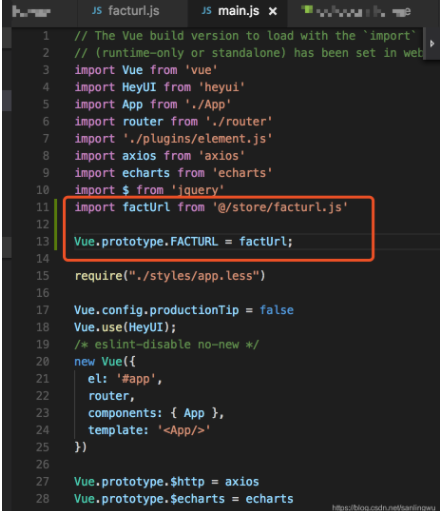 JS facturl.js
JS main.js ×
1 // The Vue build version to load with the `import`
2 // (runtime-only or standalone) has been set in web
3 import Vue from 'vue'
4 import HeyUI from 'heyui'
5 import App from './App'
6 import router from './router'
7 import './plugins/element.js'
8 import axios from 'axios'
9 import echarts from 'echarts'
10 import $ from 'jquery'
11 import factUrl from '@/store/facturl.js'
12
13 Vue.prototype.FACTURL = factUrl;
14
15 require("./styles/app.less")
16
17 Vue.config.productionTip = false
18 Vue.use(HeyUI);
19 /* eslint-disable no-new */
20 new Vue({
21 el: '#app',
22 router,
23 components: { App },
24 template: '<App/>'
25 })
26
27 Vue.prototype.$http = axios
28 Vue.prototype.$echarts = echarts
https://blog.csdn.net/sanlingwu